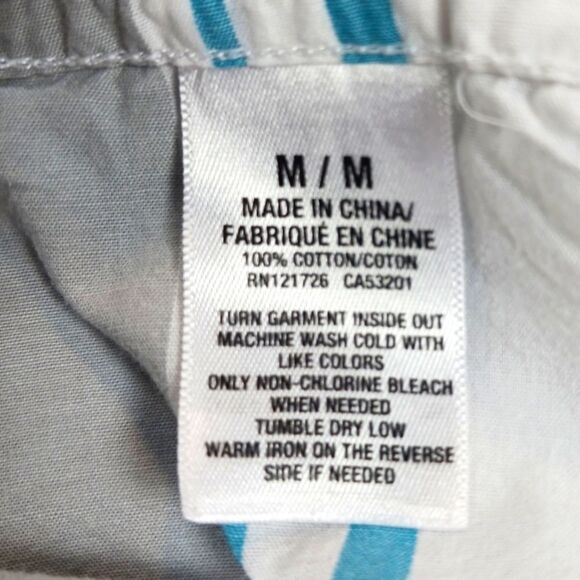 M / M
MADE IN CHINA/
FABRIQUÉ EN CHINE
100% COTTON/COTON
RN121726 CA53201
TURN GARMENT INSIDE OUT
MACHINE WASH COLD WITH
LIKE COLORS
ONLY NON-CHLORINE BLEACH
WHEN NEEDED
TUMBLE DRY LOW
WARM IRON ON THE REVERSE
SIDE IF NEEDED